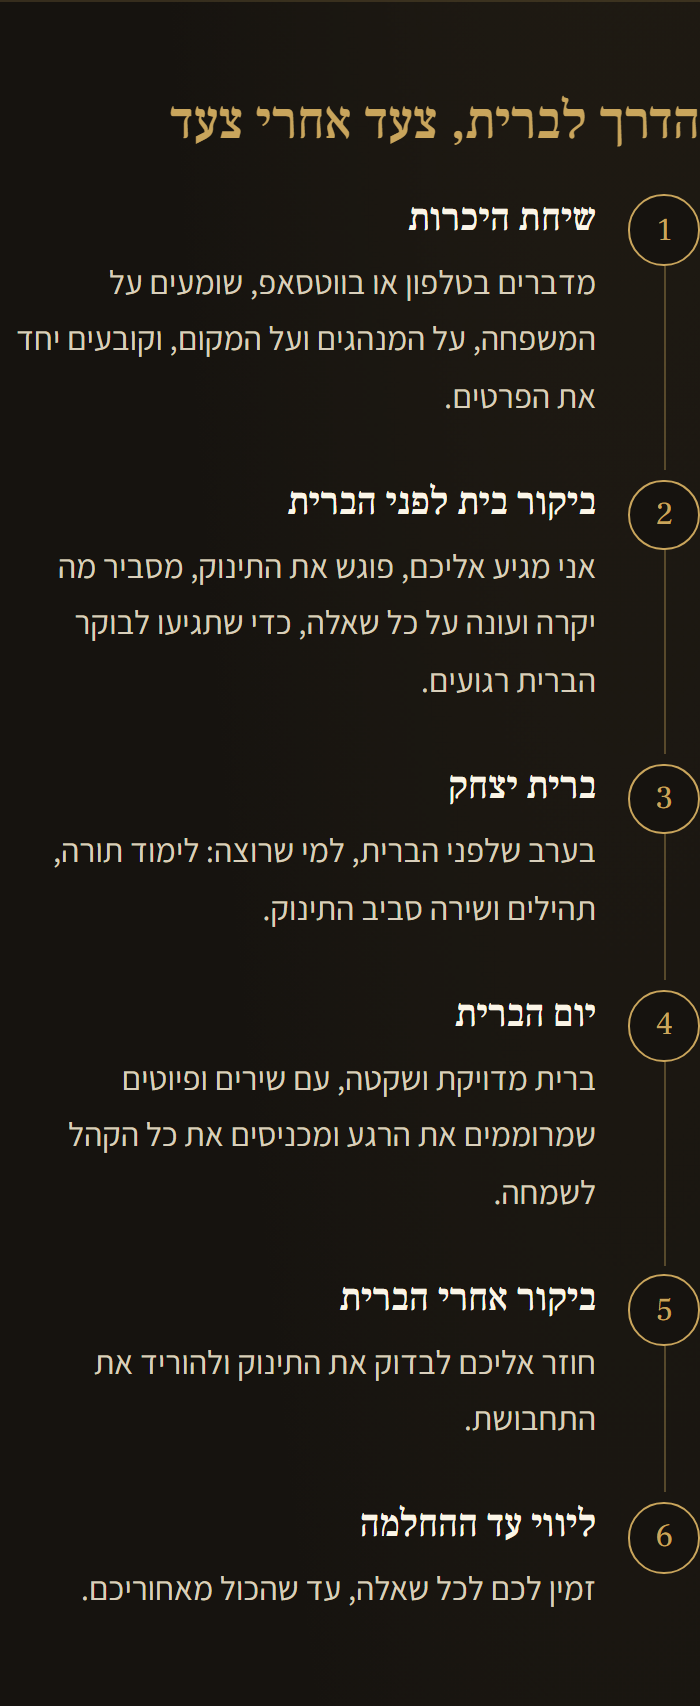 הדרך לברית, צעד אחרי צעד
1
שיחת היכרות
מדברים בטלפון או בווטסאפ, שומעים על
המשפחה, על המנהגים ועל המקום, וקובעים יחד
את הפרטים.
2
ביקור בית לפני הברית
אני מגיע אליכם, פוגש את התינוק, מסביר מה
יקרה ועונה על כל שאלה, כדי שתגיעו לבוקר
הברית רגועים.
3
ברית יצחק
בערב שלפני הברית, למי שרוצה: לימוד תורה,
תהילים ושירה סביב התינוק.
4
יום הברית
ברית מדויקת ושקטה, עם שירים ופיוטים
שמרוממים את הרגע ומכניסים את כל הקהל
לשמחה.
5
ביקור אחרי הברית
חוזר אליכם לבדוק את התינוק ולהוריד את
התחבושת.
6
ליווי עד ההחלמה
זמין לכם לכל שאלה, עד שהכול מאחוריכם.